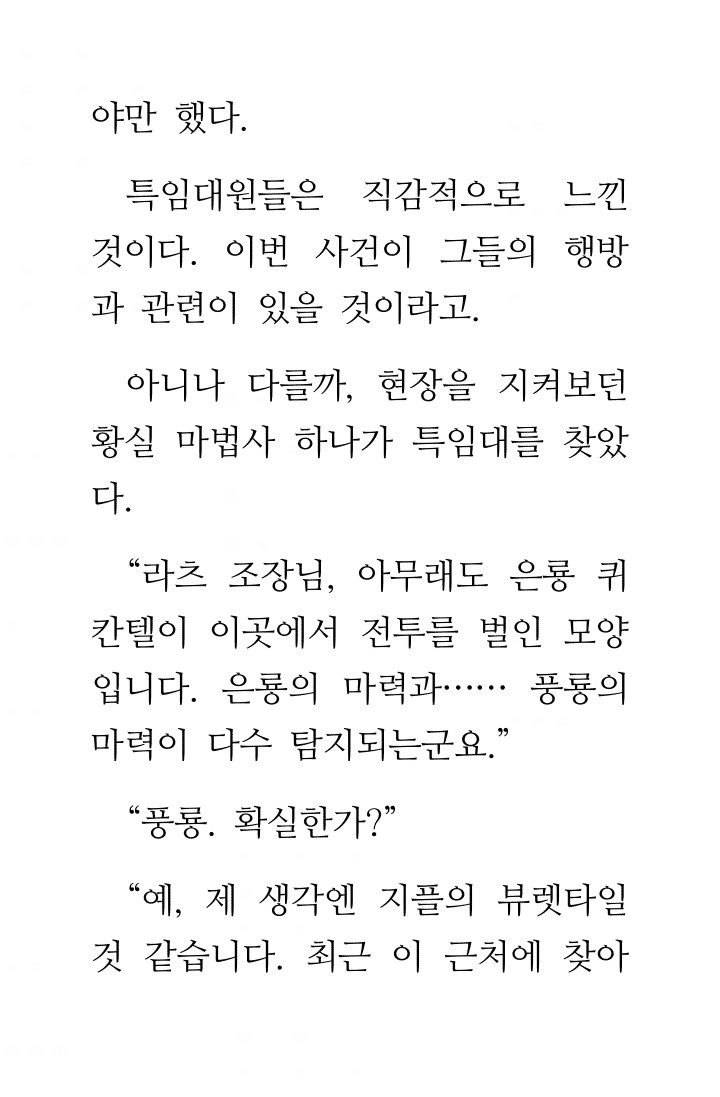 야만 했다.
특임대원들은 직감적으로 느낀
것이다. 이번 사건이 그들의 행방
과 관련이 있을 것이라고.
아니나 다를까, 현장을 지켜보던
황실 마법사 하나가 특임대를 찾았
다.
“라츠 조장님, 아무래도 은룡 퀴
칸텔이 이곳에서 전투를 벌인 모양
입니다. 은룡의 마력과…… 풍룡의
마력이 다수 탐지되는군요.”
“풍룡. 확실한가?”
“예, 제 생각엔 지플의 뷰렛타일
것 같습니다. 최근 이 근처에 찾아